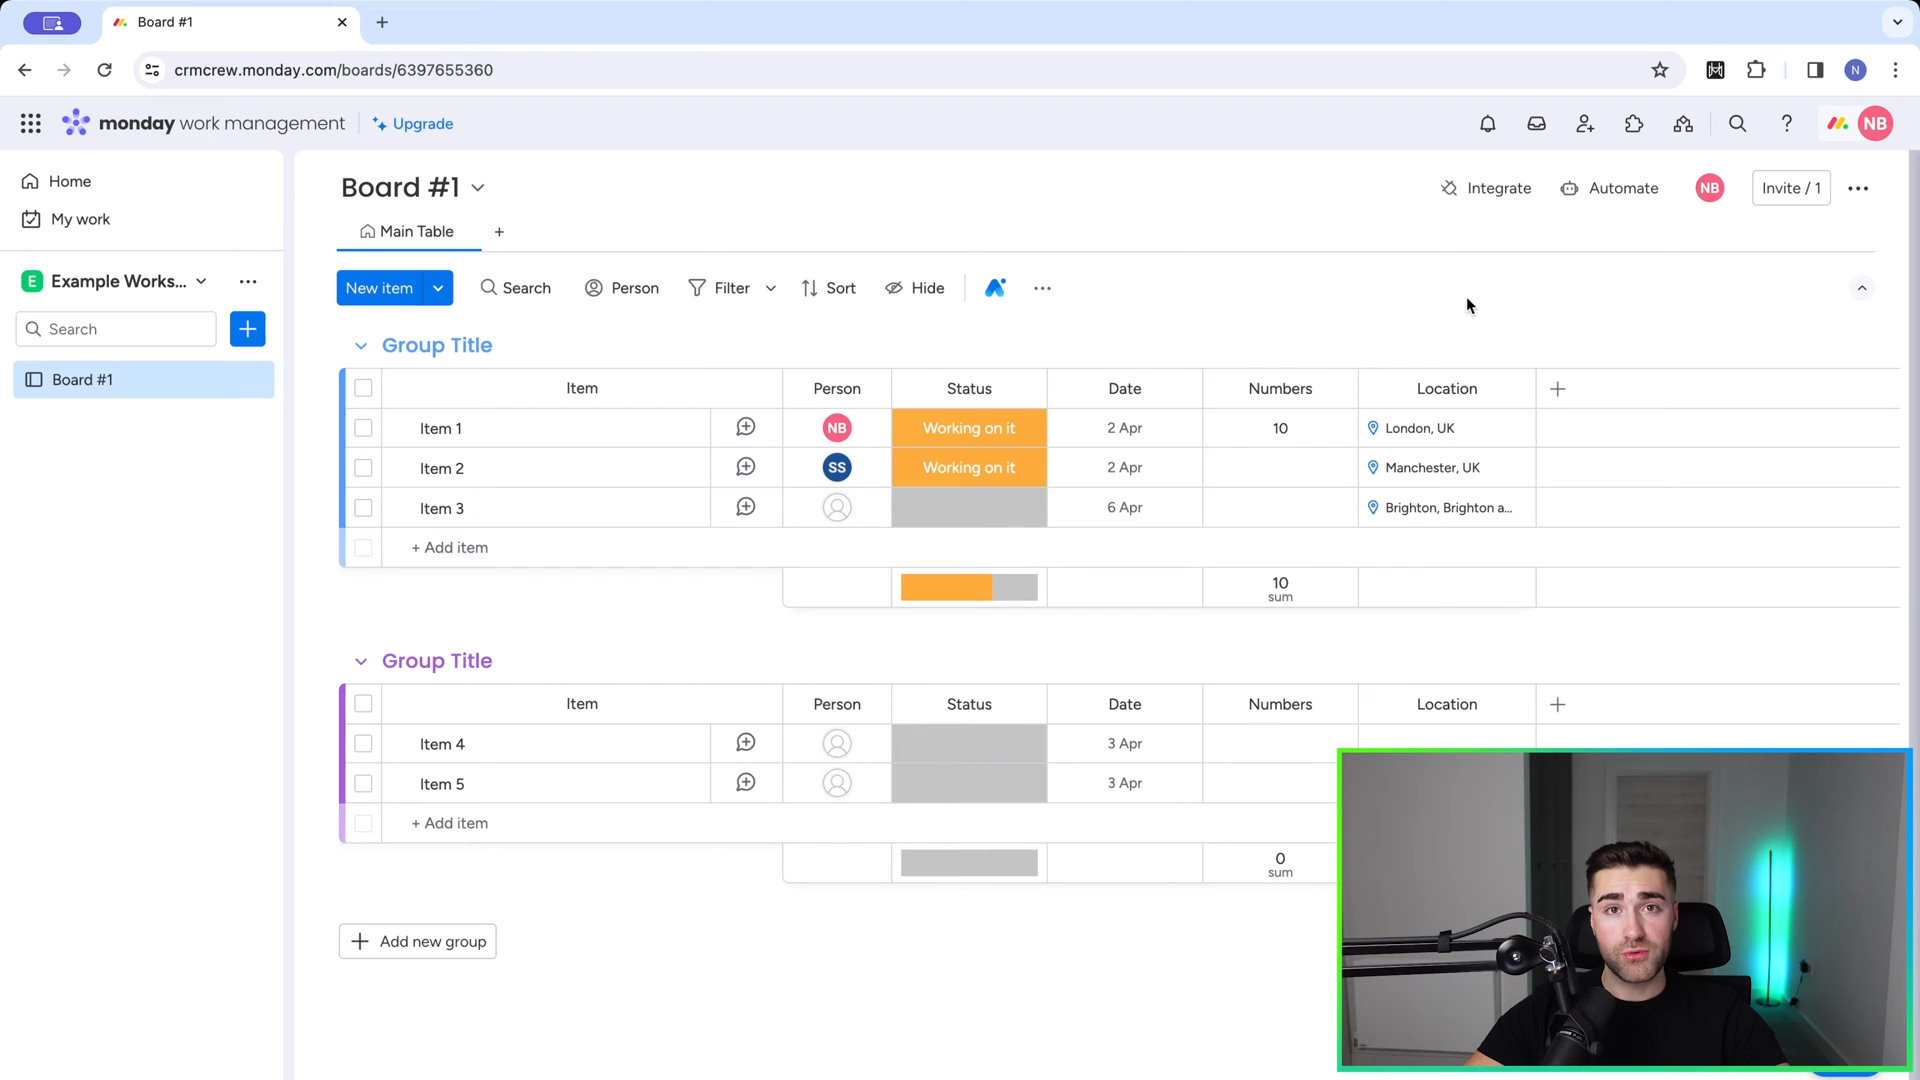 Board #1
crmcrew.monday.com/boards/6397655360
N
monday work management
Upgrade
NB
Home
My work
E Example Works...
Search
Board #1
Board #1
Integrate
Automate
NB
Invite / 1
Main Table
New item
Search
Person
Filter
Sort
Hide
Group Title
Item Person Status Date Numbers Location
Item 1 NB Working on it 2 Apr 10 London, UK
Item 2 SS Working on it 2 Apr Manchester, UK
Item 3 6 Apr Brighton, Brighton a...
+ Add item
10
sum
Group Title
Item Person Status Date Numbers Location
Item 4 3 Apr
Item 5 3 Apr
+ Add item
0
sum
Add new group